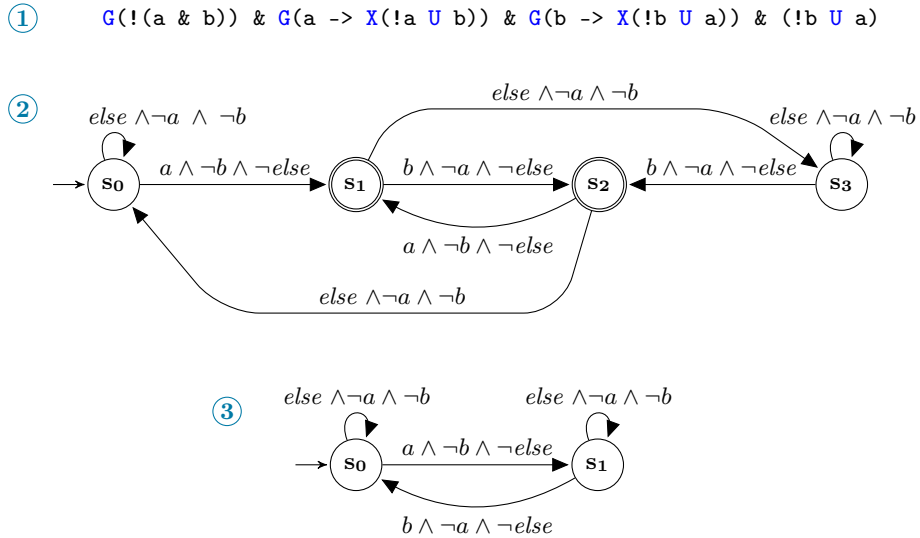 ① G(!(a & b)) & G(a -> X(!a U b)) & G(b -> X(!b U a)) & (!b U a)
②
else ∧¬a ∧ ¬b
else ∧ ¬a ∧ ¬b
else ∧¬a ∧ ¬b
s₀
a ∧ ¬b ∧ ¬else
s₁
b ∧ ¬a ∧ ¬else
s₂
b ∧ ¬a ∧ ¬else
s₃
a ∧ ¬b ∧ ¬else
else ∧¬a ∧ ¬b
③
else ∧¬a ∧ ¬b
else ∧¬a ∧ ¬b
s₀
a ∧ ¬b ∧ ¬else
s₁
b ∧ ¬a ∧ ¬else